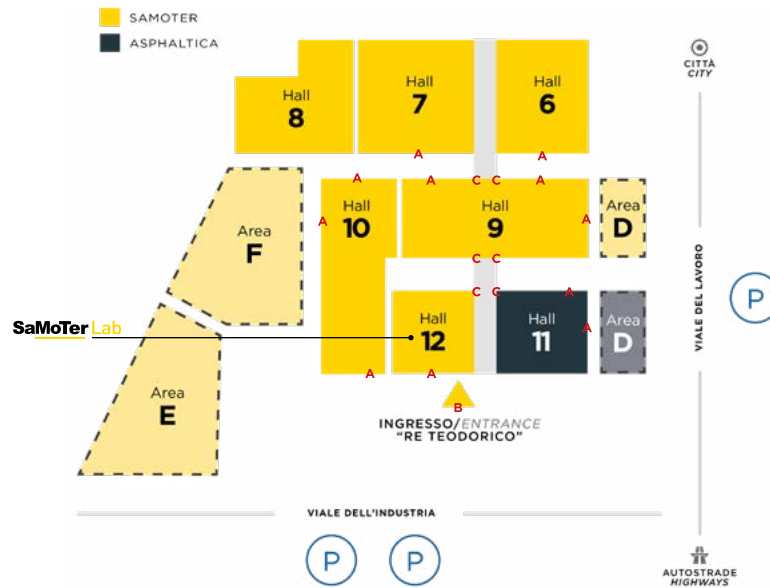 SAMOTER
ASPHALTICA
CITTÀ
CITY
Hall
8
Hall
7
Hall
6
A
A
A
A
C
C
A
Hall
10
A
Hall
9
A
Area
D
Area
F
C
C
C
C
A
SaMoTer Lab
Hall
12
Hall
11
A
Area
D
VIALE DEL LAVORO
P
A
A
Area
E
B
INGRESSO/ENTRANCE
"RE TEODORICO"
VIALE DELL'INDUSTRIA
P
P
AUTOSTRADE
HIGHWAYS